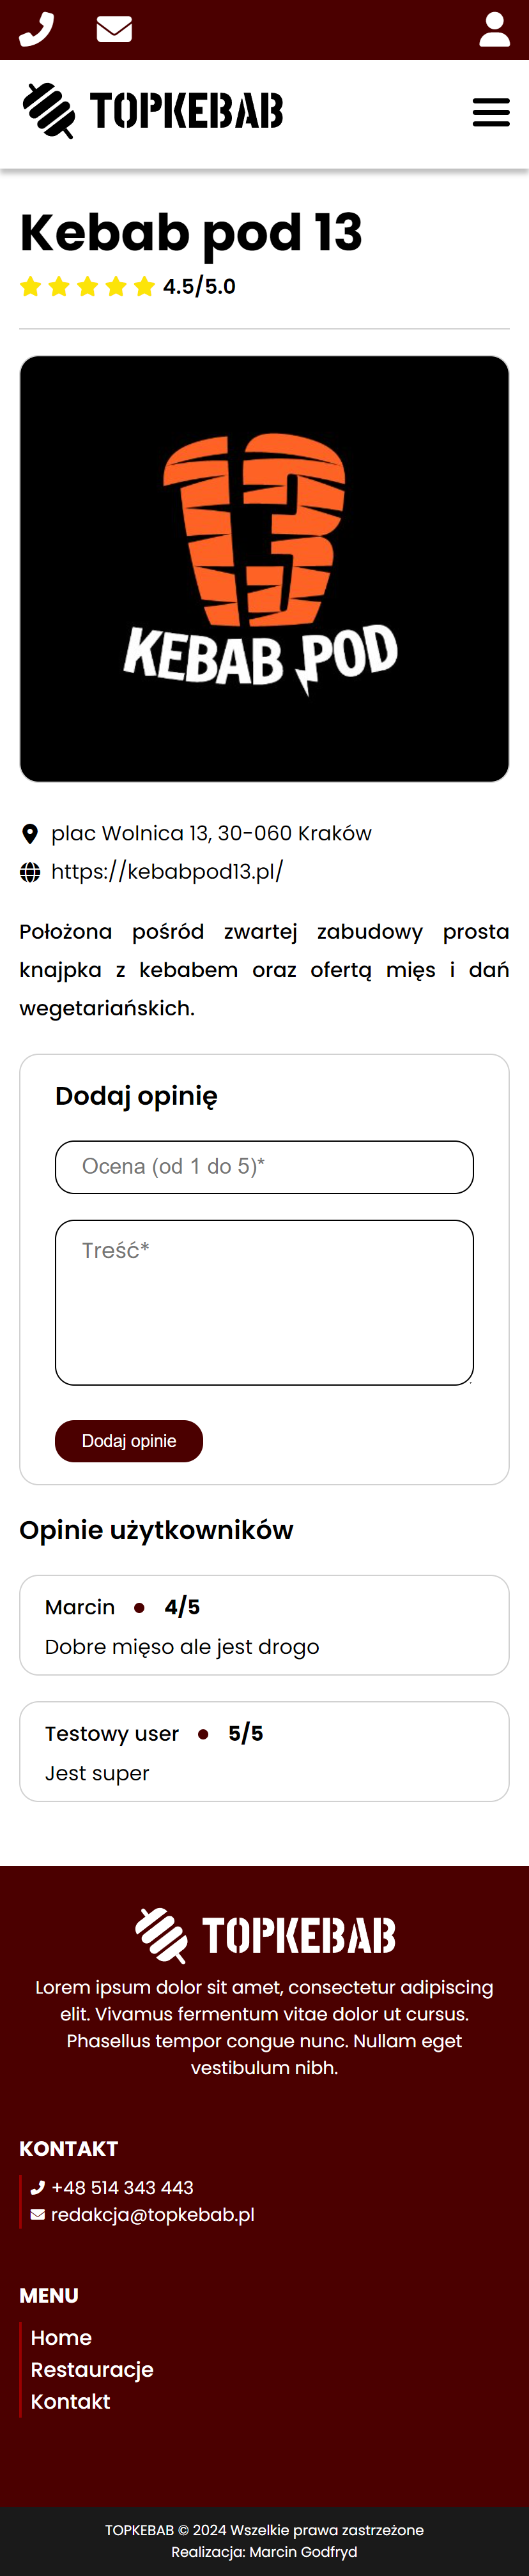 TOPKEBAB
Kebab pod 13
4.5/5.0
13
KEBAB POD
plac Wolnica 13, 30-060 Kraków
https://kebabpod13.pl/
Położona pośród zwartej zabudowy prosta
knajpka z kebabem oraz ofertą mięs i dań
wegetariańskich.
Dodaj opinię
Ocena (od 1 do 5)*
Treść*
Dodaj opinie
Opinie użytkowników
Marcin ● 4/5
Dobre mięso ale jest drogo
Testowy user ● 5/5
Jest super
TOPKEBAB
Lorem ipsum dolor sit amet, consectetur adipiscing
elit. Vivamus fermentum vitae dolor ut cursus.
Phasellus tempor congue nunc. Nullam eget
vestibulum nibh.
KONTAKT
+48 514 343 443
redakcja@topkebab.pl
MENU
Home
Restauracje
Kontakt
TOPKEBAB © 2024 Wszelkie prawa zastrzeżone
Realizacja: Marcin Godfryd